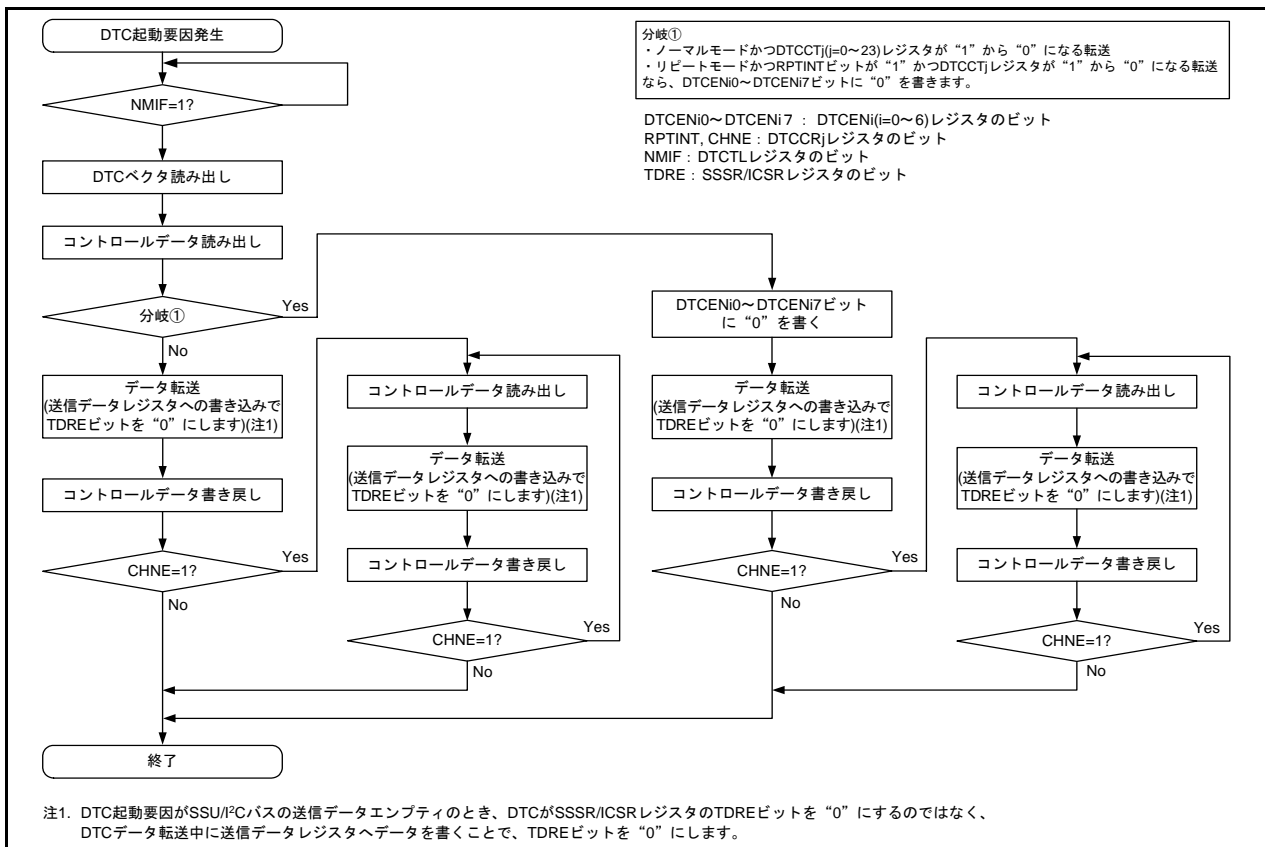 DTC起動要因発生
NMIF=1?
DTCベクタ読み出し
コントロールデータ読み出し
分岐①
Yes
No
分岐①
・ノーマルモードかつDTCCTj(j=0～23)レジスタが“1”から“0”になる転送
・リピートモードかつRPTINTビットが“1”かつDTCCTjレジスタが“1”から“0”になる転送
なら、DTCENi0～DTCENi7ビットに“0”を書きます。
DTCENi0～DTCENi７：DTCENi(i=0～6)レジスタのビット
RPTINT, CHNE：DTCCRjレジスタのビット
NMIF：DTCTLレジスタのビット
TDRE：SSSR/ICSRレジスタのビット
データ転送
(送信データレジスタへの書き込みで
TDREビットを“0”にします)(注1)
コントロールデータ書き戻し
CHNE=1?
Yes
No
コントロールデータ読み出し
データ転送
(送信データレジスタへの書き込みで
TDREビットを“0”にします)(注1)
コントロールデータ書き戻し
CHNE=1?
Yes
No
DTCENi0～DTCENi7ビット
に“0”を書く
データ転送
(送信データレジスタへの書き込みで
TDREビットを“0”にします)(注1)
コントロールデータ書き戻し
CHNE=1?
Yes
No
コントロールデータ読み出し
データ転送
(送信データレジスタへの書き込みで
TDREビットを“0”にします)(注1)
コントロールデータ書き戻し
CHNE=1?
Yes
No
終了
注1. DTC起動要因がSSU/I²Cバスの送信データエンプティのとき、DTCがSSSR/ICSRレジスタのTDREビットを“0”にするのではなく、
DTCデータ転送中に送信データレジスタへデータを書くことで、TDREビットを“0”にします。